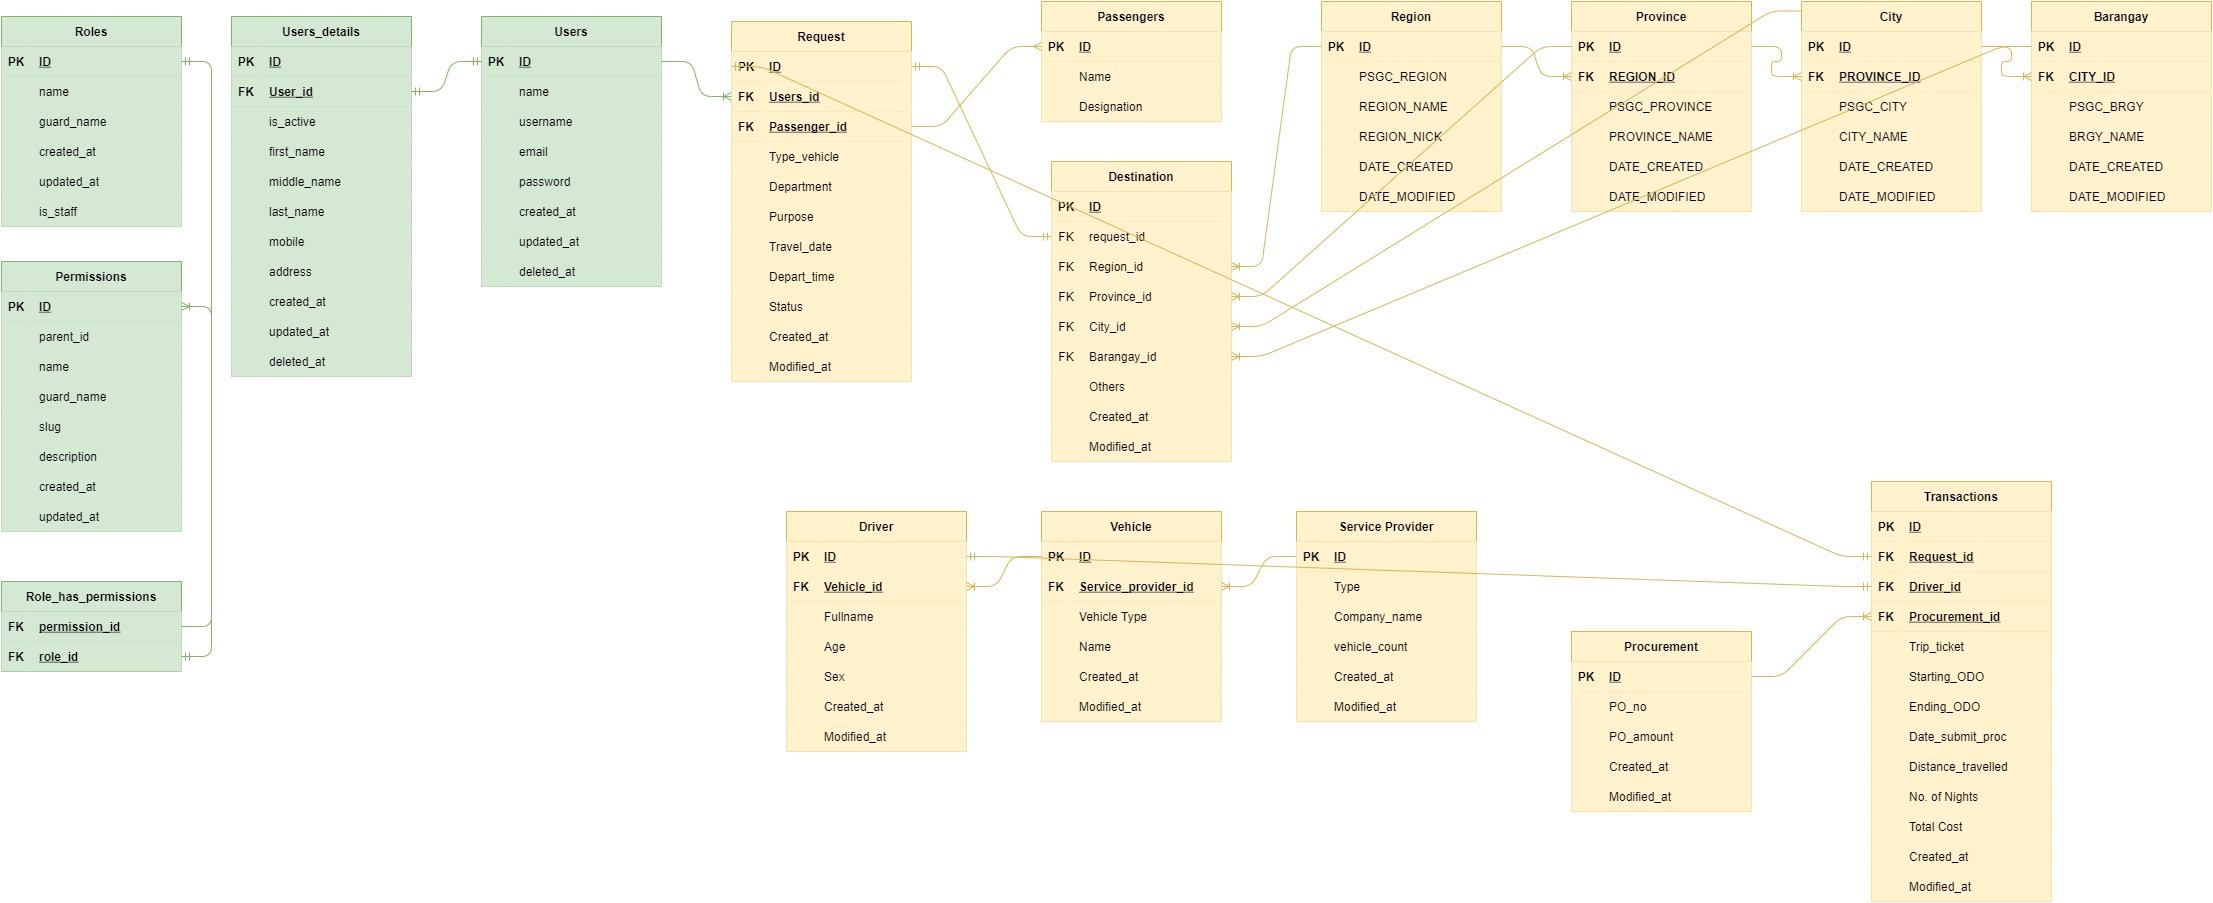 Roles
PK ID
name
guard_name
created_at
updated_at
is_staff
Permissions
PK ID
parent_id
name
guard_name
slug
description
created_at
updated_at
Role_has_permissions
FK permission_id
FK role_id
Users_details
PK ID
FK User_id
is_active
first_name
middle_name
last_name
mobile
address
created_at
updated_at
deleted_at
Users
PK ID
name
username
email
password
created_at
updated_at
deleted_at
Request
PK ID
FK Users_id
FK Passenger_id
Type_vehicle
Department
Purpose
Travel_date
Depart_time
Status
Created_at
Modified_at
Passengers
PK ID
Name
Designation
Destination
PK ID
FK request_id
FK Region_id
FK Province_id
FK City_id
FK Barangay_id
Others
Created_at
Modified_at
Region
PK ID
PSGC_REGION
REGION_NAME
REGION_NICK
DATE_CREATED
DATE_MODIFIED
Province
PK ID
FK REGION_ID
PSGC_PROVINCE
PROVINCE_NAME
DATE_CREATED
DATE_MODIFIED
City
PK ID
FK PROVINCE_ID
PSGC_CITY
CITY_NAME
DATE_CREATED
DATE_MODIFIED
Barangay
PK ID
FK CITY_ID
PSGC_BRGY
BRGY_NAME
DATE_CREATED
DATE_MODIFIED
Driver
PK ID
FK Vehicle_id
Fullname
Age
Sex
Created_at
Modified_at
Vehicle
PK ID
FK Service_provider_id
Vehicle Type
Name
Created_at
Modified_at
Service Provider
PK ID
Type
Company_name
vehicle_count
Created_at
Modified_at
Procurement
PK ID
PO_no
PO_amount
Created_at
Modified_at
Transactions
PK ID
FK Request_id
FK Driver_id
FK Procurement_id
Trip_ticket
Starting_ODO
Ending_ODO
Date_submit_proc
Distance_travelled
No. of Nights
Total Cost
Created_at
Modified_at